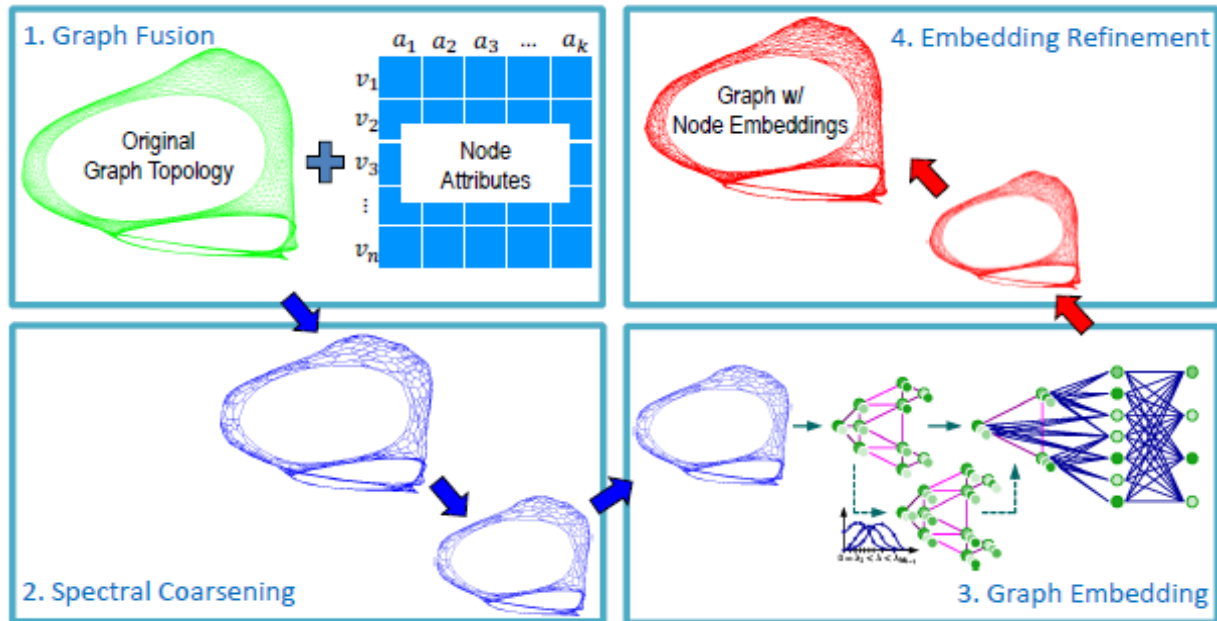 1. Graph Fusion
a₁ a₂ a₃ ... aₖ
v₁
v₂
v₃
⋮
vₙ
Original
Graph Topology
Node
Attributes
4. Embedding Refinement
Graph w/
Node Embeddings
2. Spectral Coarsening
3. Graph Embedding